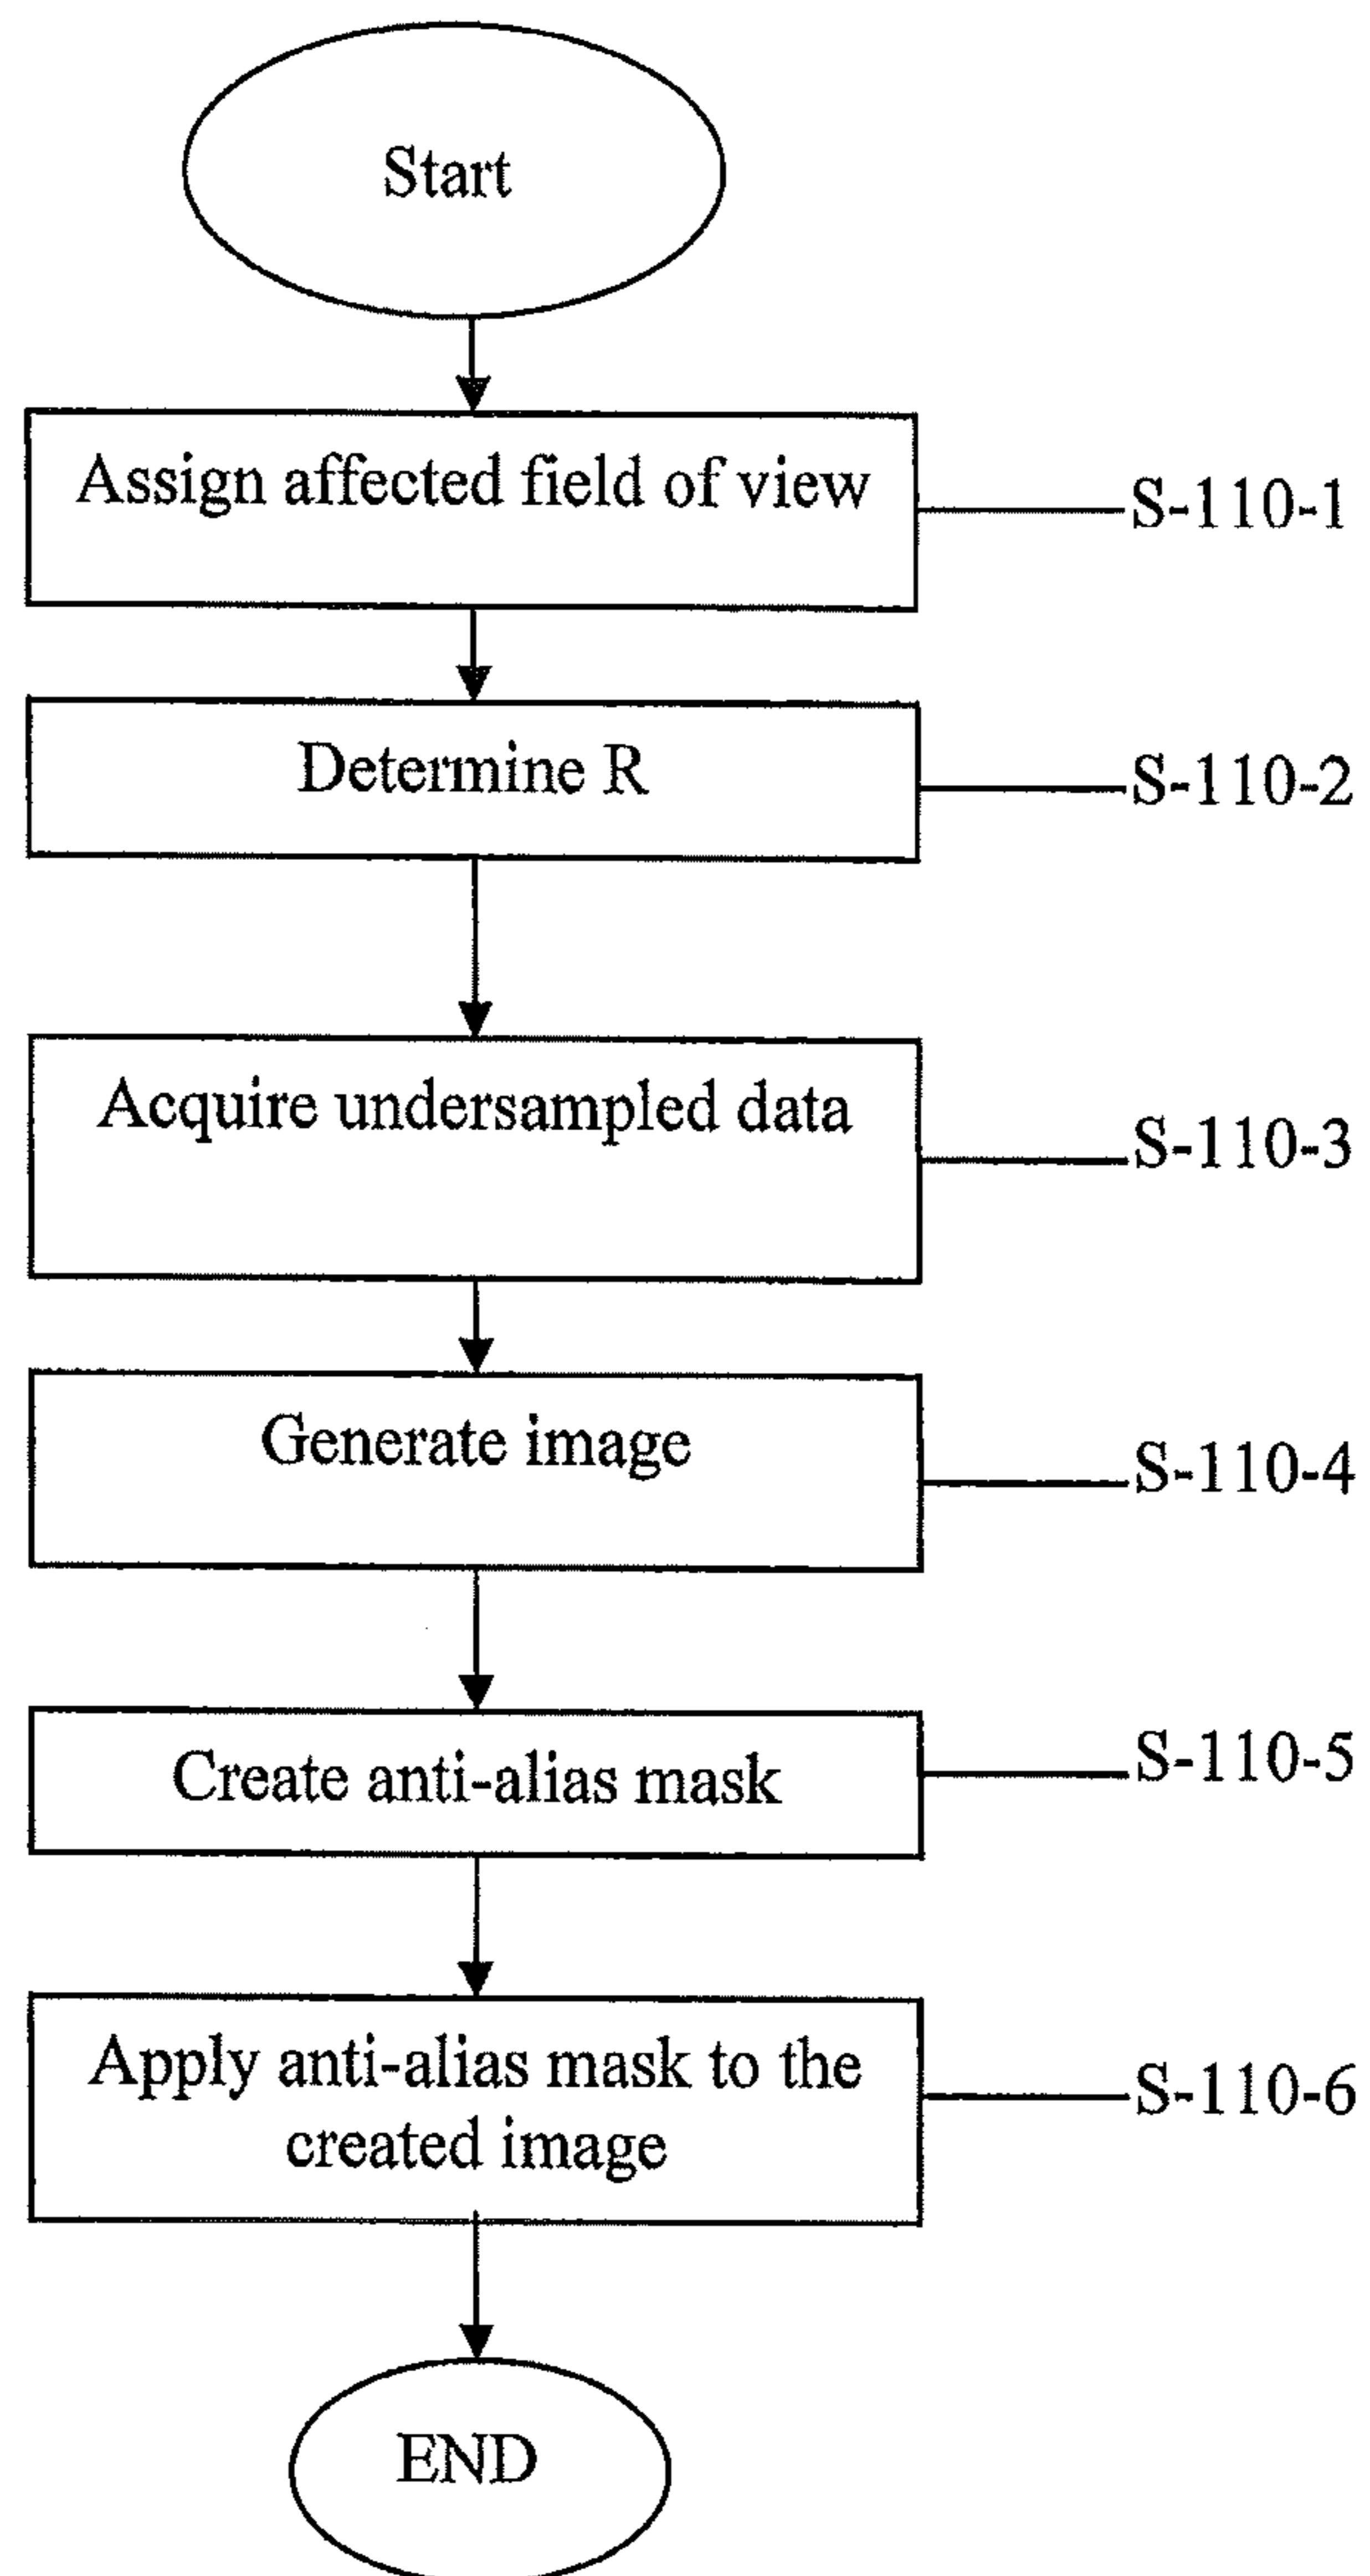 Start
Assign affected field of view
S-110-1
Determine R
S-110-2
Acquire undersampled data
S-110-3
Generate image
S-110-4
Create anti-alias mask
S-110-5
Apply anti-alias mask to the
created image
S-110-6
END